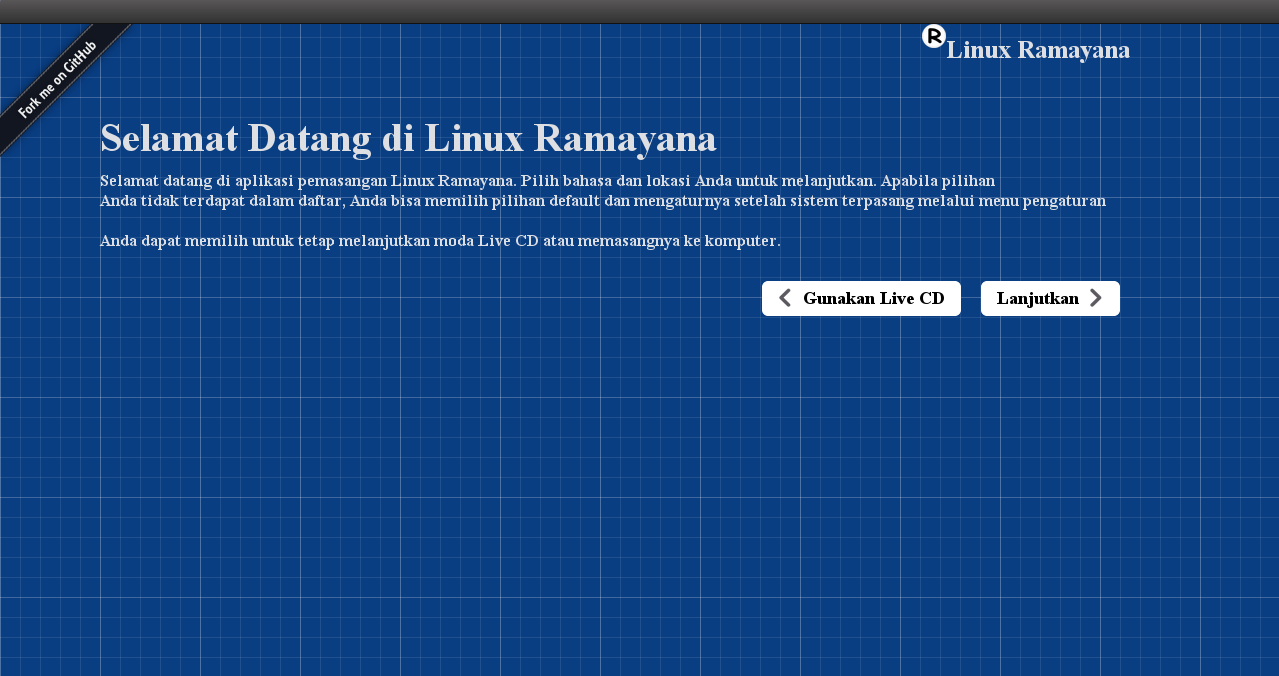 Fork me on GitHub
Linux Ramayana
Selamat Datang di Linux Ramayana
Selamat datang di aplikasi pemasangan Linux Ramayana. Pilih bahasa dan lokasi Anda untuk melanjutkan. Apabila pilihan
Anda tidak terdapat dalam daftar, Anda bisa memilih pilihan default dan mengaturnya setelah sistem terpasang melalui menu pengaturan
Anda dapat memilih untuk tetap melanjutkan moda Live CD atau memasangnya ke komputer.
Gunakan Live CD
Lanjutkan